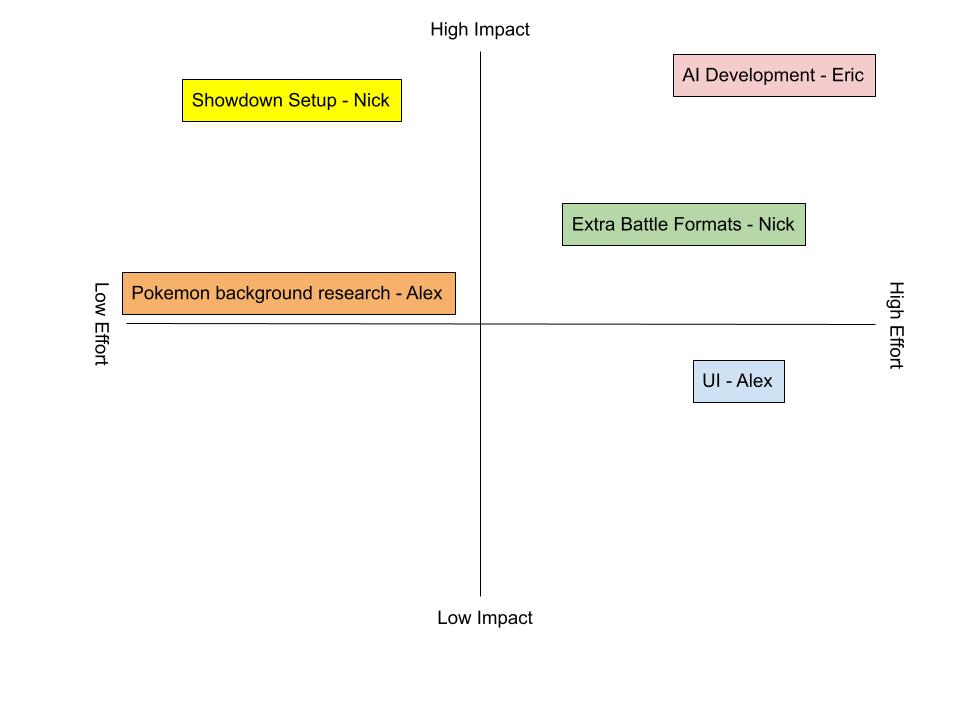 High Impact
AI Development - Eric
Showdown Setup - Nick
Extra Battle Formats - Nick
Pokemon background research - Alex
Low Effort
High Effort
UI - Alex
Low Impact